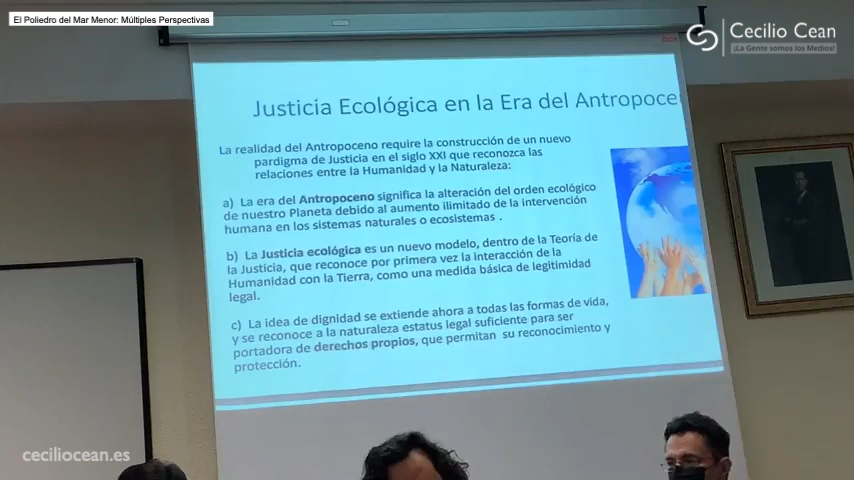 El Poliedro del Mar Menor: Múltiples Perspectivas
Cecilio Cean
¡La Gente somos los Medios!
Justicia Ecológica en la Era del Antropoce
La realidad del Antropoceno require la construcción de un nuevo
pardigma de Justicia en el siglo XXI que reconozca las
relaciones entre la Humanidad y la Naturaleza:
a) La era del Antropoceno significa la alteración del orden ecológico
de nuestro Planeta debido al aumento ilimitado de la intervención
humana en los sistemas naturales o ecosistemas .
b) La Justicia ecológica es un nuevo modelo, dentro de la Teoría de
la Justicia, que reconoce por primera vez la interacción de la
Humanidad con la Tierra, como una medida básica de legitimidad
legal.
c) La idea de dignidad se extiende ahora a todas las formas de vida,
y se reconoce a la naturaleza estatus legal suficiente para ser
portadora de derechos propios, que permitan su reconocimiento y
protección.
ceciliocean.es